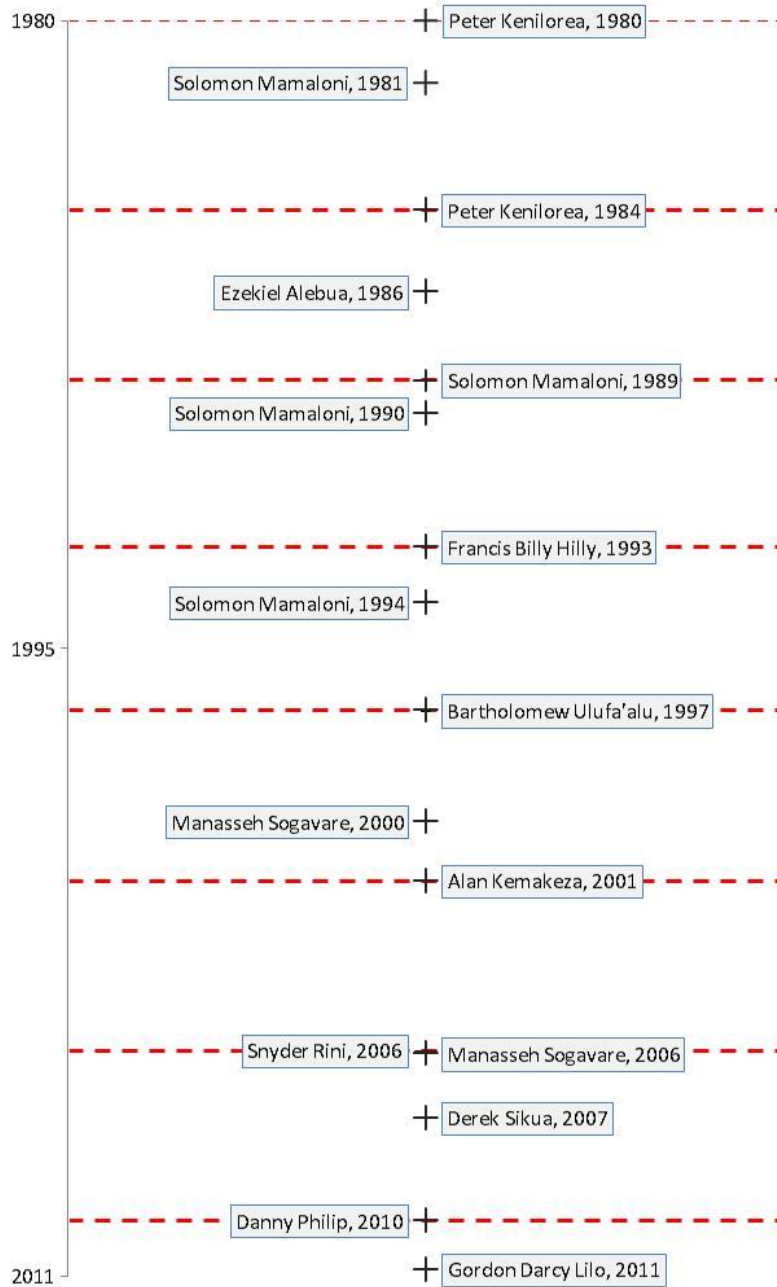 1980
Peter Kenilorea, 1980
Solomon Mamaloni, 1981
Peter Kenilorea, 1984
Ezekiel Alebua, 1986
Solomon Mamaloni, 1989
Solomon Mamaloni, 1990
Francis Billy Hilly, 1993
Solomon Mamaloni, 1994
1995
Bartholomew Ulufa'alu, 1997
Manasseh Sogavare, 2000
Alan Kemakeza, 2001
Snyder Rini, 2006
Manasseh Sogavare, 2006
Derek Sikua, 2007
Danny Philip, 2010
Gordon Darcy Lilo, 2011
2011